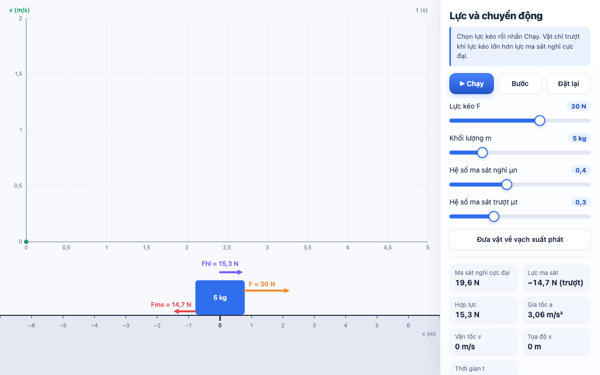 v (m/s)
t (s)
2
1,5
1
0,5
0
0
0,5
1
1,5
2
2,5
3
3,5
4
4,5
5
Fhl = 15,3 N
F = 30 N
5 kg
Fms = 14,7 N
−6
−5
−4
−3
−2
−1
0
1
2
3
4
5
6
x (m)
Lực và chuyển động
Chọn lực kéo rồi nhấn Chạy. Vật chỉ trượt
khi lực kéo lớn hơn lực ma sát nghỉ cực
đại.
▶ Chạy
Bước
Đặt lại
Lực kéo F
30 N
Khối lượng m
5 kg
Hệ số ma sát nghỉ μn
0,4
Hệ số ma sát trượt μt
0,3
Đưa vật về vạch xuất phát
Ma sát nghỉ cực đại
19,6 N
Lực ma sát
−14,7 N (trượt)
Hợp lực
15,3 N
Gia tốc a
3,06 m/s²
Vận tốc v
0 m/s
Tọa độ x
0 m
Thời gian t